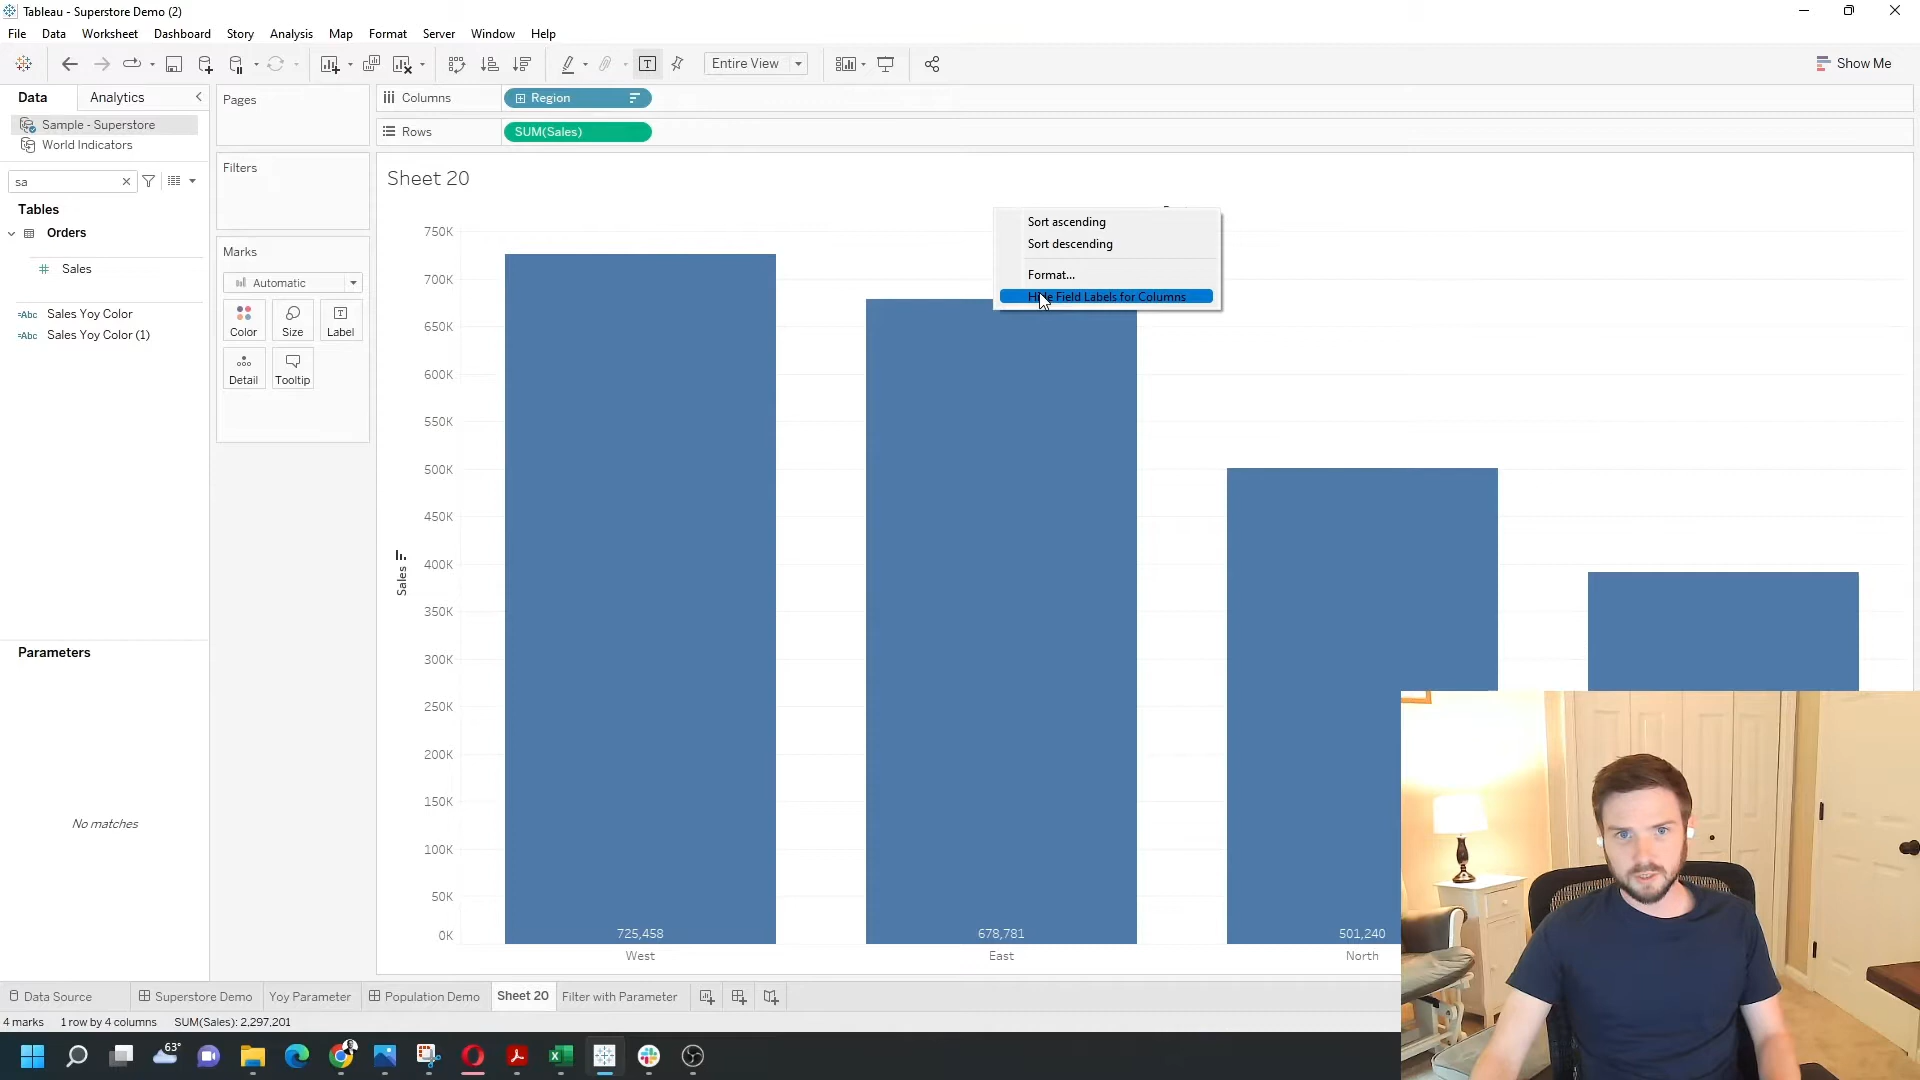 Tableau - Superstore Demo (2)
File Data Worksheet Dashboard Story Analysis Map Format Server Window Help
Entire View
Show Me
Data Analytics
Pages
Columns
Region
Sample - Superstore
World Indicators
Rows
SUM(Sales)
Filters
sa
Tables
Orders
Sales
Abc Sales Yoy Color
Abc Sales Yoy Color (1)
Parameters
No matches
Marks
Automatic
Color Size Label
Detail Tooltip
Sheet 20
Sort ascending
Sort descending
Format...
Hide Field Labels for Columns
750K
700K
650K
600K
550K
500K
450K
400K
350K
300K
250K
200K
150K
100K
50K
0K
Sales
725,458 678,781 501,240
West East North
Data Source Superstore Demo Yoy Parameter Population Demo Sheet 20 Filter with Parameter
4 marks 1 row by 4 columns SUM(Sales): 2,297,201
63°